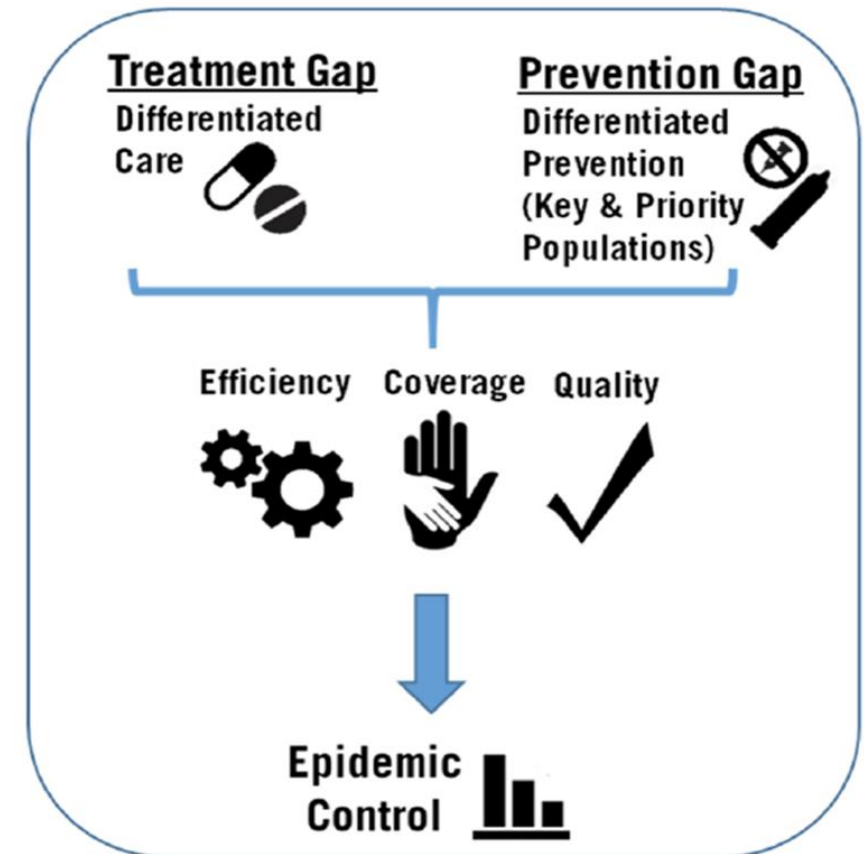 Treatment Gap
Differentiated
Care
Prevention Gap
Differentiated
Prevention
(Key & Priority
Populations)
Efficiency Coverage Quality
Epidemic
Control